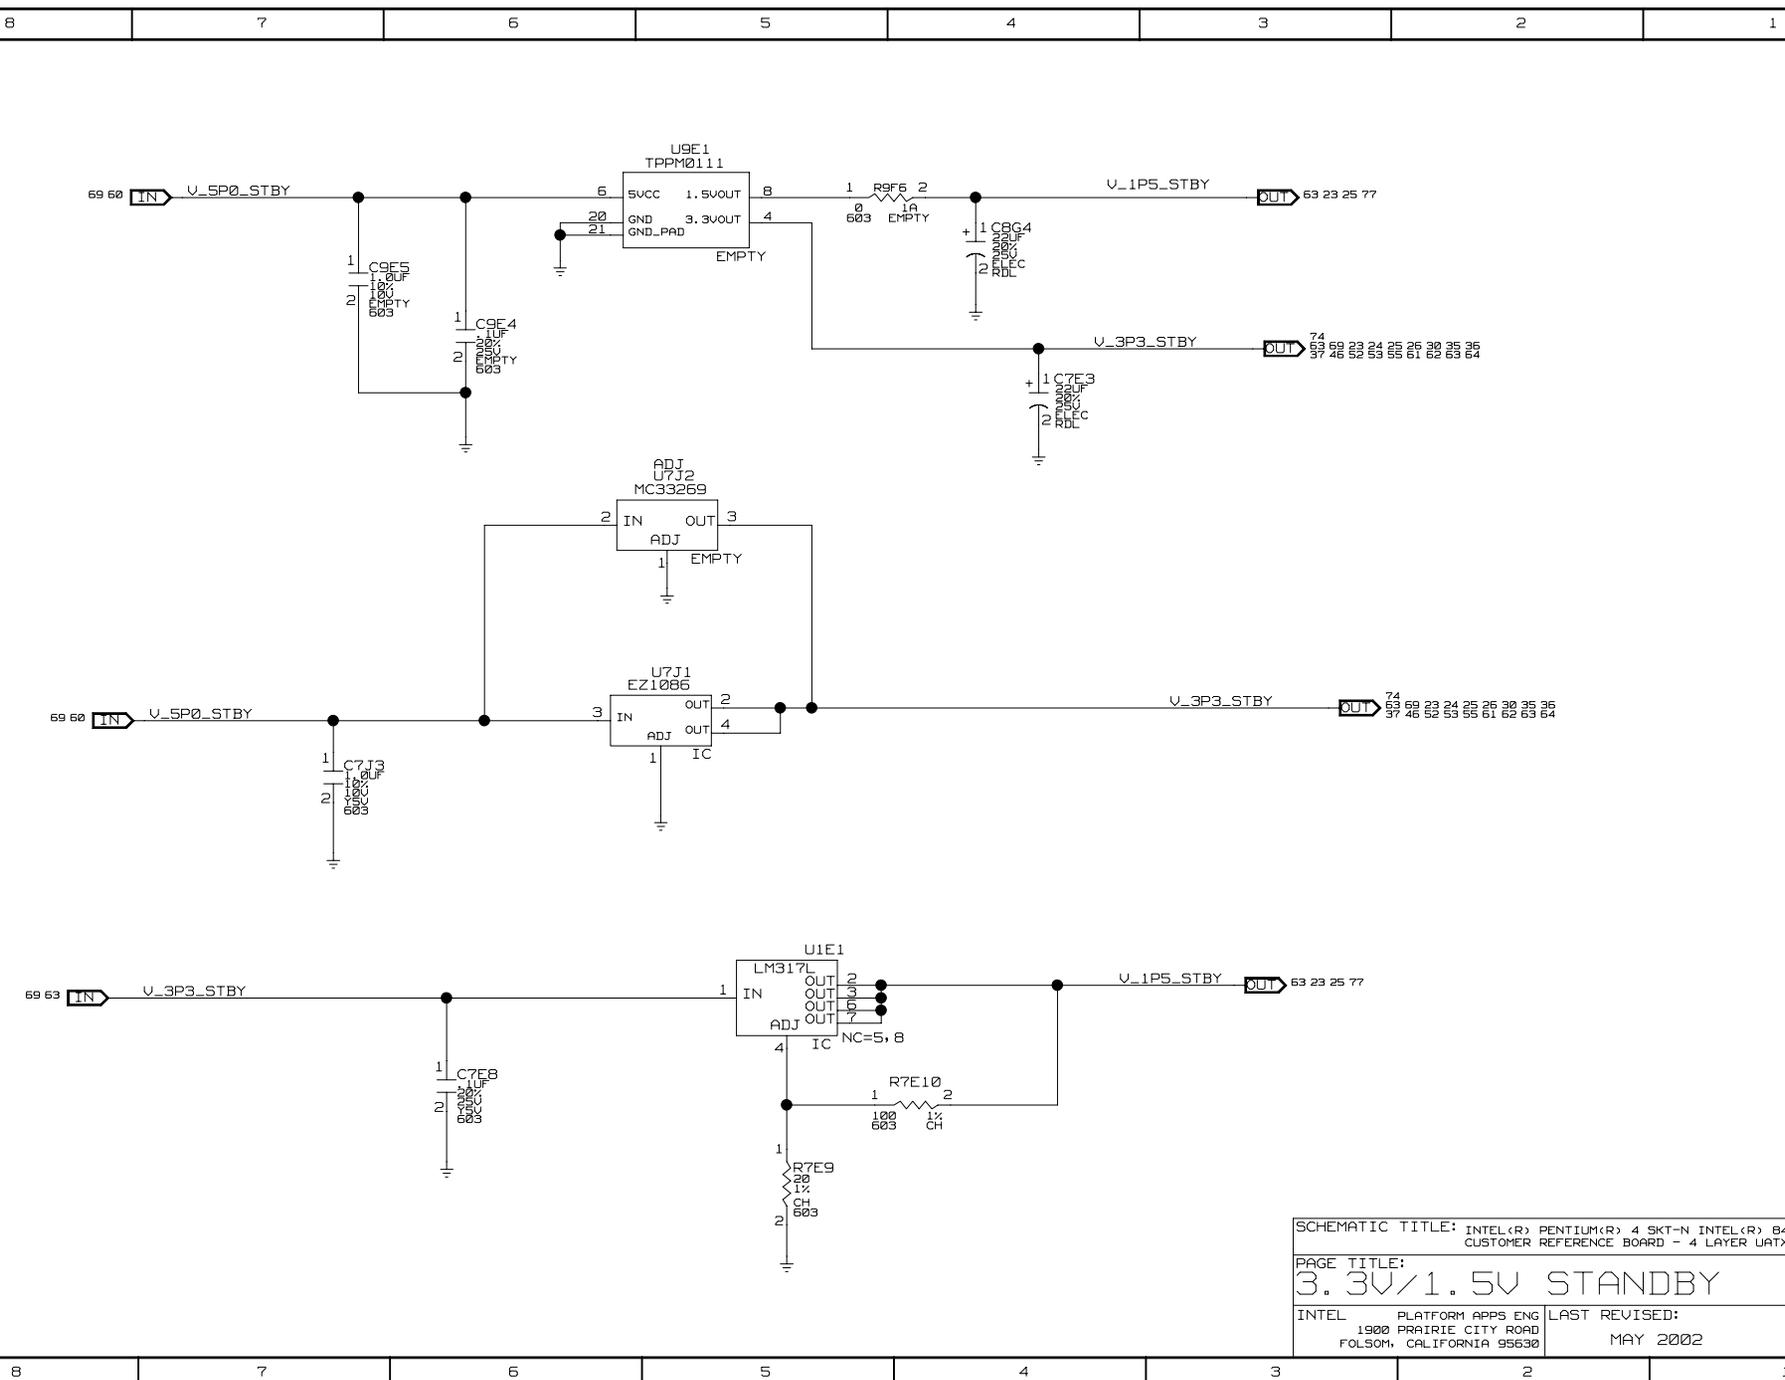 8 7 6 5 4 3 2 1
U9E1
TPPM0111
69 60 IN V_5P0_STBY
6 5VCC 1.5VOUT 8
20 GND 3.3VOUT 4
21 GND_PAD
EMPTY
1 R9F6 2
0 1A
603 EMPTY
V_1P5_STBY OUT 63 23 25 77
+ 1 C8G4
22UF
20%
25V
ELEC
2 RDL
1 C9E5
1.0UF
10%
10V
2 EMPTY
603
1 C9E4
.1UF
20%
25V
2 EMPTY
603
V_3P3_STBY OUT
74
63 69 23 24 25 26 30 35 36
37 46 52 53 55 61 62 63 64
+ 1 C7E3
22UF
20%
25V
ELEC
2 RDL
ADJ
U7J2
MC33269
2 IN OUT 3
ADJ
1 EMPTY
U7J1
EZ1086
69 60 IN V_5P0_STBY
3 IN OUT 2
ADJ OUT 4
1 IC
V_3P3_STBY OUT
74
63 69 23 24 25 26 30 35 36
37 46 52 53 55 61 62 63 64
1 C7J3
1.0UF
10%
10V
2 Y5V
603
U1E1
LM317L
69 63 IN V_3P3_STBY
1 IN
OUT 2
OUT 3
OUT 6
OUT 7
ADJ
4 IC NC=5,8
V_1P5_STBY OUT 63 23 25 77
1 C7E8
.1UF
20%
25V
2 Y5V
603
R7E10
1 2
100 1%
603 CH
1
R7E9
20
1%
CH
603
2
SCHEMATIC TITLE: INTEL(R) PENTIUM(R) 4 SKT-N INTEL(R) 84
CUSTOMER REFERENCE BOARD - 4 LAYER UATX
PAGE TITLE:
3.3V/1.5V STANDBY
INTEL PLATFORM APPS ENG
1900 PRAIRIE CITY ROAD
FOLSOM, CALIFORNIA 95630
LAST REVISED:
MAY 2002
8 7 6 5 4 3 2